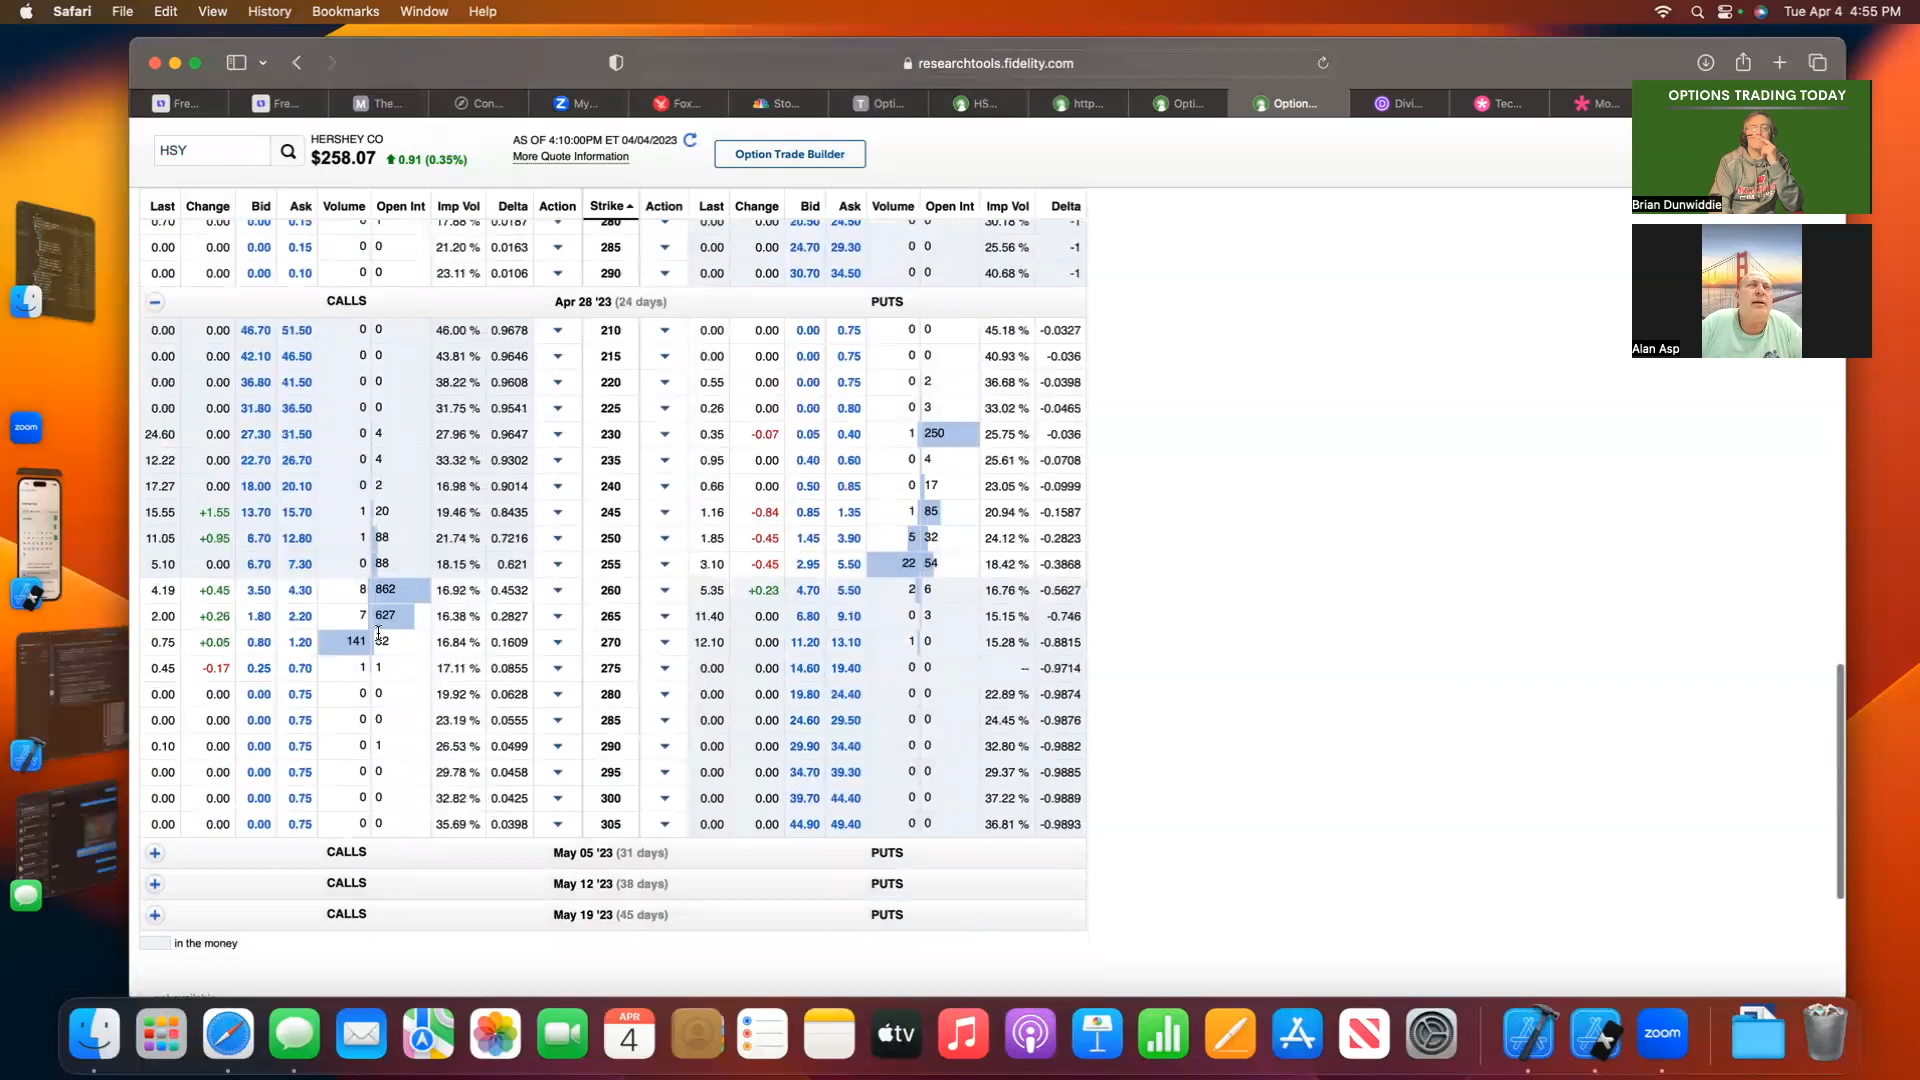 Safari File Edit View History Bookmarks Window Help Tue Apr 4 4:55 PM
researchtools.fidelity.com
Fre... Fre... The... Con... My... Fox... Sto... Opti... HS... http... Opti... Option... Divi... Tec... Mo...
OPTIONS TRADING TODAY
Brian Dunwiddie
Alan Asp
HSY HERSHEY CO AS OF 4:10:00PM ET 04/04/2023 Option Trade Builder
$258.07 0.91 (0.35%) More Quote Information
Last Change Bid Ask Volume Open Int Imp Vol Delta Action Strike Action Last Change Bid Ask Volume Open Int Imp Vol Delta
0.70 0.00 0.00 0.15 0 1 17.88 % 0.0187 280 0.00 0.00 20.50 24.50 0 0 30.18 % -1
0.00 0.00 0.00 0.15 0 0 21.20 % 0.0163 285 0.00 0.00 24.70 29.30 0 0 25.56 % -1
0.00 0.00 0.00 0.10 0 0 23.11 % 0.0106 290 0.00 0.00 30.70 34.50 0 0 40.68 % -1
CALLS Apr 28 '23 (24 days) PUTS
0.00 0.00 46.70 51.50 0 0 46.00 % 0.9678 210 0.00 0.00 0.00 0.75 0 0 45.18 % -0.0327
0.00 0.00 42.10 46.50 0 0 43.81 % 0.9646 215 0.00 0.00 0.00 0.75 0 0 40.93 % -0.036
0.00 0.00 36.80 41.50 0 0 38.22 % 0.9608 220 0.55 0.00 0.00 0.75 0 2 36.68 % -0.0398
0.00 0.00 31.80 36.50 0 0 31.75 % 0.9541 225 0.26 0.00 0.00 0.80 0 3 33.02 % -0.0465
24.60 0.00 27.30 31.50 0 4 27.96 % 0.9647 230 0.35 -0.07 0.05 0.40 1 250 25.75 % -0.036
12.22 0.00 22.70 26.70 0 4 33.32 % 0.9302 235 0.95 0.00 0.40 0.60 0 4 25.61 % -0.0708
17.27 0.00 18.00 20.10 0 2 16.98 % 0.9014 240 0.66 0.00 0.50 0.85 0 17 23.05 % -0.0999
15.55 +1.55 13.70 15.70 1 20 19.46 % 0.8435 245 1.16 -0.84 0.85 1.35 1 85 20.94 % -0.1587
11.05 +0.95 6.70 12.80 1 88 21.74 % 0.7216 250 1.85 -0.45 1.45 3.90 5 32 24.12 % -0.2823
5.10 0.00 6.70 7.30 0 88 18.15 % 0.621 255 3.10 -0.45 2.95 5.50 22 54 18.42 % -0.3868
4.19 +0.45 3.50 4.30 8 862 16.92 % 0.4532 260 5.35 +0.23 4.70 5.50 2 6 16.76 % -0.5627
2.00 +0.26 1.80 2.20 7 627 16.38 % 0.2827 265 11.40 0.00 6.80 9.10 0 3 15.15 % -0.746
0.75 +0.05 0.80 1.20 141 16.84 % 0.1609 270 12.10 0.00 11.20 13.10 1 0 15.28 % -0.8815
0.45 -0.17 0.25 0.70 1 1 17.11 % 0.0855 275 0.00 0.00 14.60 19.40 0 0 -- -0.9714
0.00 0.00 0.00 0.75 0 0 19.92 % 0.0628 280 0.00 0.00 19.80 24.40 0 0 22.89 % -0.9874
0.00 0.00 0.00 0.75 0 0 23.19 % 0.0555 285 0.00 0.00 24.60 29.50 0 0 24.45 % -0.9876
0.10 0.00 0.00 0.75 0 1 26.53 % 0.0499 290 0.00 0.00 29.90 34.40 0 0 32.80 % -0.9882
0.00 0.00 0.00 0.75 0 0 29.78 % 0.0458 295 0.00 0.00 34.70 39.30 0 0 29.37 % -0.9885
0.00 0.00 0.00 0.75 0 0 32.82 % 0.0425 300 0.00 0.00 39.70 44.40 0 0 37.22 % -0.9889
0.00 0.00 0.00 0.75 0 0 35.69 % 0.0398 305 0.00 0.00 44.90 49.40 0 0 36.81 % -0.9893
CALLS May 05 '23 (31 days) PUTS
CALLS May 12 '23 (38 days) PUTS
CALLS May 19 '23 (45 days) PUTS
in the money
zoom
APR
4
tv
zoom